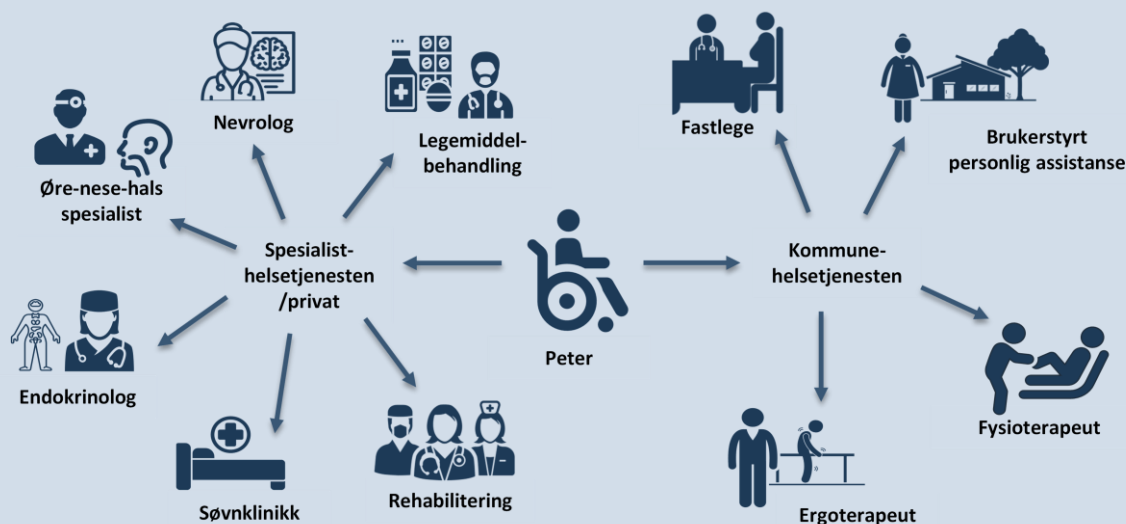 Nevrolog
Legemiddel-
behandling
Fastlege
Brukerstyrt
personlig assistanse
Øre-nese-hals
spesialist
Spesialist-
helsetjenesten
/privat
Kommune-
helsetjenesten
Peter
Endokrinolog
Fysioterapeut
Søvnklinikk
Rehabilitering
Ergoterapeut